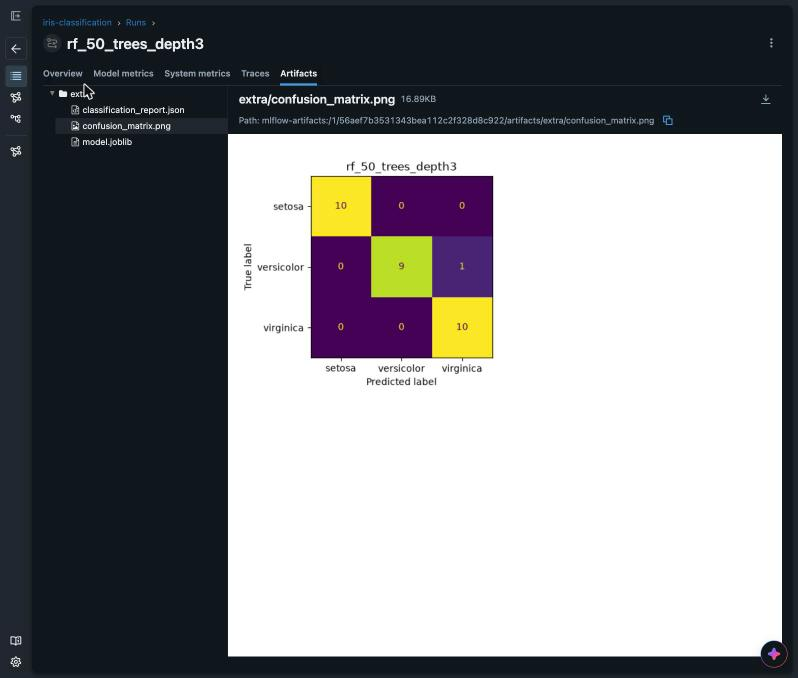 iris-classification › Runs ›
rf_50_trees_depth3
Overview Model metrics System metrics Traces Artifacts
classification_report.json
confusion_matrix.png
model.joblib
extra/confusion_matrix.png 16.89KB
Path: mlflow-artifacts:/1/56aef7b3531343bea112c2f328d8c922/artifacts/extra/confusion_matrix.png
rf_50_trees_depth3
True label
setosa 10 0 0
versicolor 0 9 1
virginica 0 0 10
setosa versicolor virginica
Predicted label